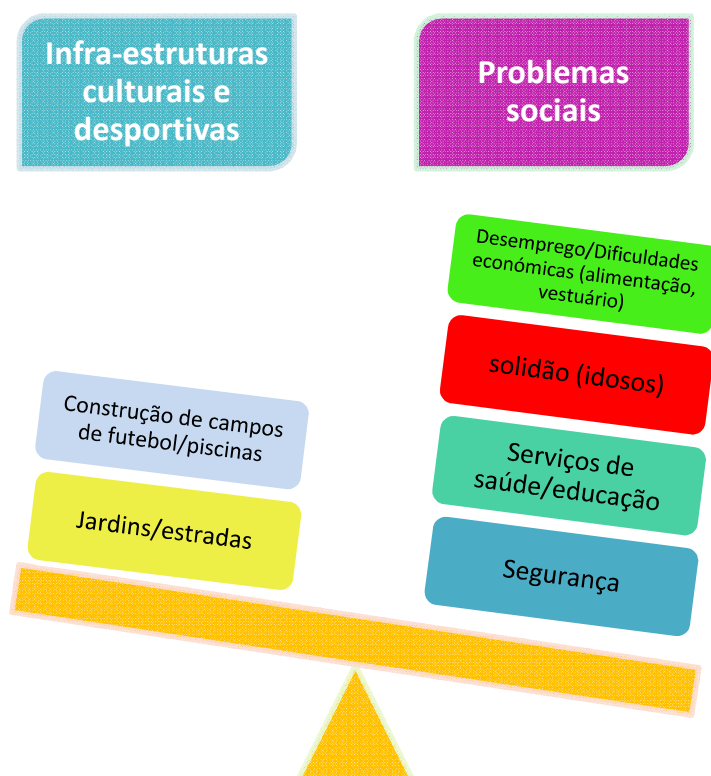 Infra-estruturas
culturais e
desportivas
Problemas
sociais
Desemprego/Dificuldades
económicas (alimentação,
vestuário)
solidão (idosos)
Serviços de
saúde/educação
Segurança
Construção de campos
de futebol/piscinas
Jardins/estradas